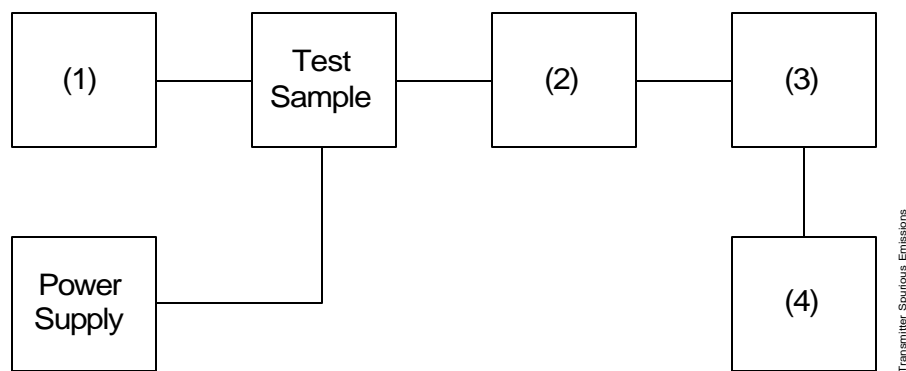 (1)
Test
Sample
(2)
(3)
Power
Supply
(4)
Transmitter Spurious Emissions